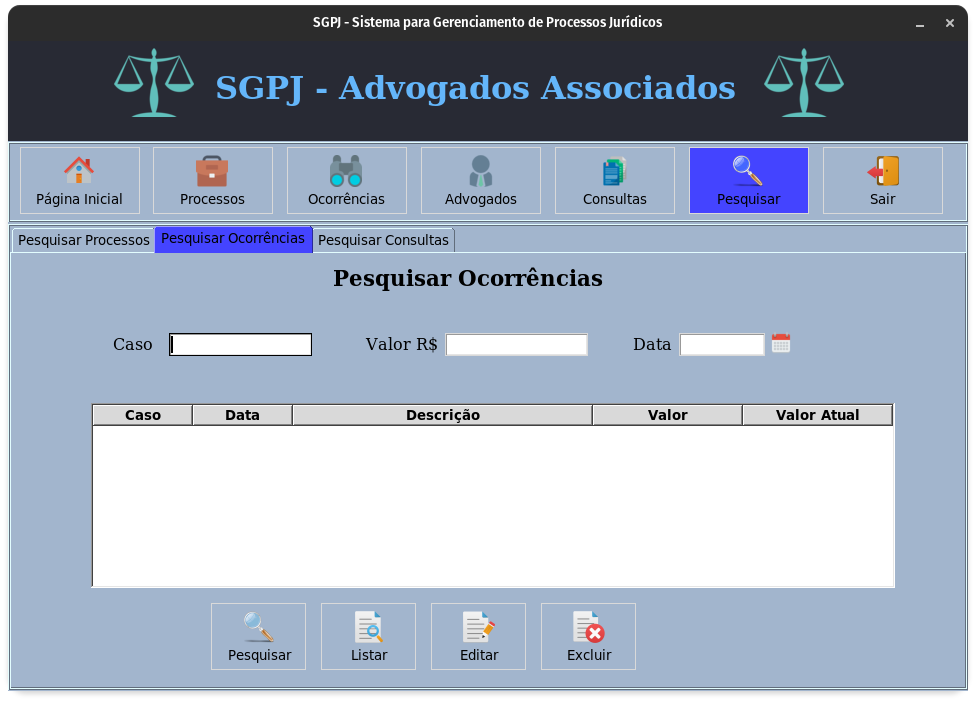 SGPJ - Sistema para Gerenciamento de Processos Jurídicos
SGPJ - Advogados Associados
Página Inicial Processos Ocorrências Advogados Consultas Pesquisar Sair
Pesquisar Processos Pesquisar Ocorrências Pesquisar Consultas
Pesquisar Ocorrências
Caso Valor R$ Data
Caso Data Descrição Valor Valor Atual
Pesquisar Listar Editar Excluir